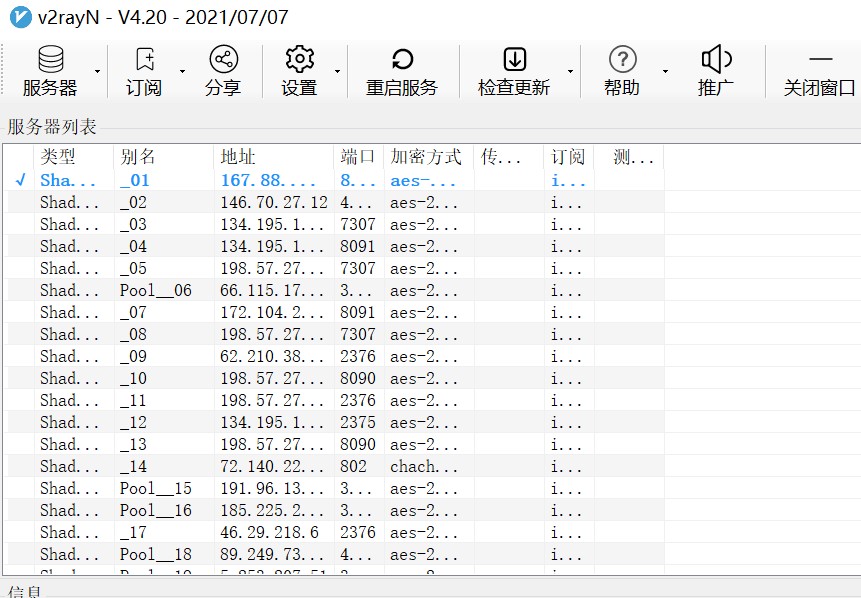 v2rayN - V4.20 - 2021/07/07
服务器 订阅 分享 设置 重启服务 检查更新 帮助 推广 关闭窗口
服务器列表
类型 别名 地址 端口 加密方式 传... 订阅 测...
√ Sha... _01 167.88.... 8... aes-... i...
Shad... _02 146.70.27.12 4... aes-2... i...
Shad... _03 134.195.1... 7307 aes-2... i...
Shad... _04 134.195.1... 8091 aes-2... i...
Shad... _05 198.57.27... 7307 aes-2... i...
Shad... Pool__06 66.115.17... 3... aes-2... i...
Shad... _07 172.104.2... 8091 aes-2... i...
Shad... _08 198.57.27... 7307 aes-2... i...
Shad... _09 62.210.38... 2376 aes-2... i...
Shad... _10 198.57.27... 8090 aes-2... i...
Shad... _11 198.57.27... 2376 aes-2... i...
Shad... _12 134.195.1... 2375 aes-2... i...
Shad... _13 198.57.27... 8090 aes-2... i...
Shad... _14 72.140.22... 802 chach... i...
Shad... Pool__15 191.96.13... 3... aes-2... i...
Shad... Pool__16 185.225.2... 3... aes-2... i...
Shad... _17 46.29.218.6 2376 aes-2... i...
Shad... Pool__18 89.249.73... 4... aes-2... i...
信息